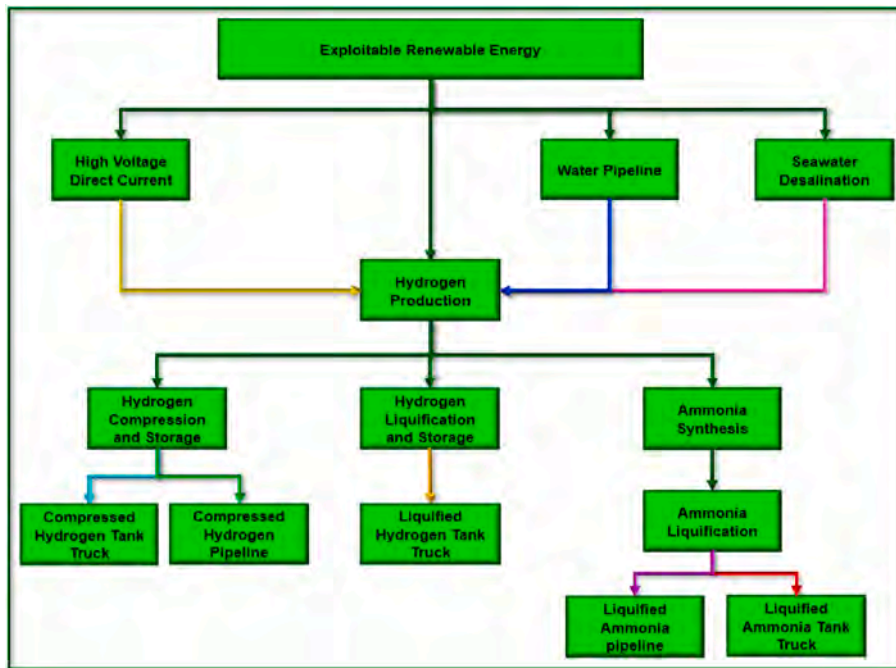 Exploitable Renewable Energy
High Voltage
Direct Current
Water Pipeline
Seawater
Desalination
Hydrogen
Production
Hydrogen
Compression
and Storage
Hydrogen
Liquification
and Storage
Ammonia
Synthesis
Compressed
Hydrogen Tank
Truck
Compressed
Hydrogen
Pipeline
Liquified
Hydrogen Tank
Truck
Ammonia
Liquification
Liquified
Ammonia
pipeline
Liquified
Ammonia Tank
Truck